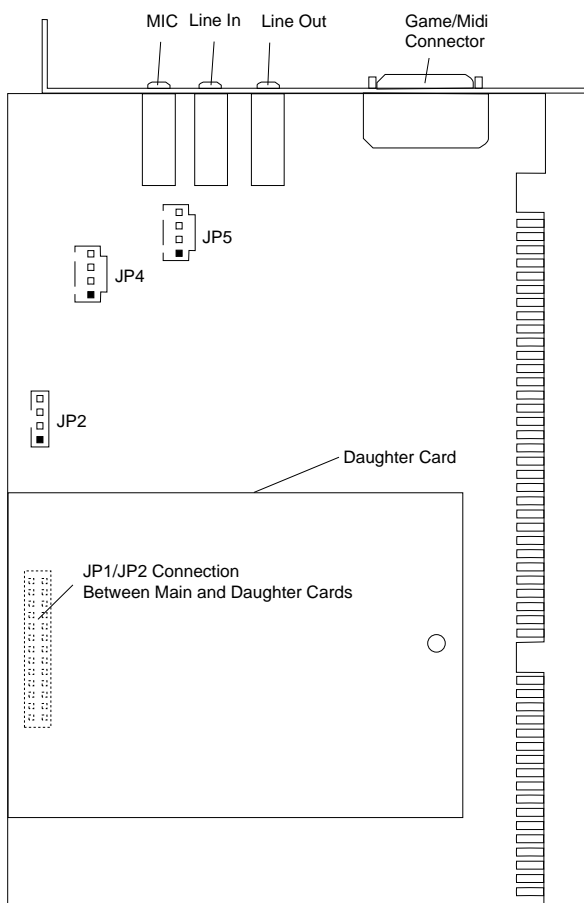 MIC Line In Line Out
Game/Midi
Connector
JP5
JP4
JP2
Daughter Card
JP1/JP2 Connection
Between Main and Daughter Cards